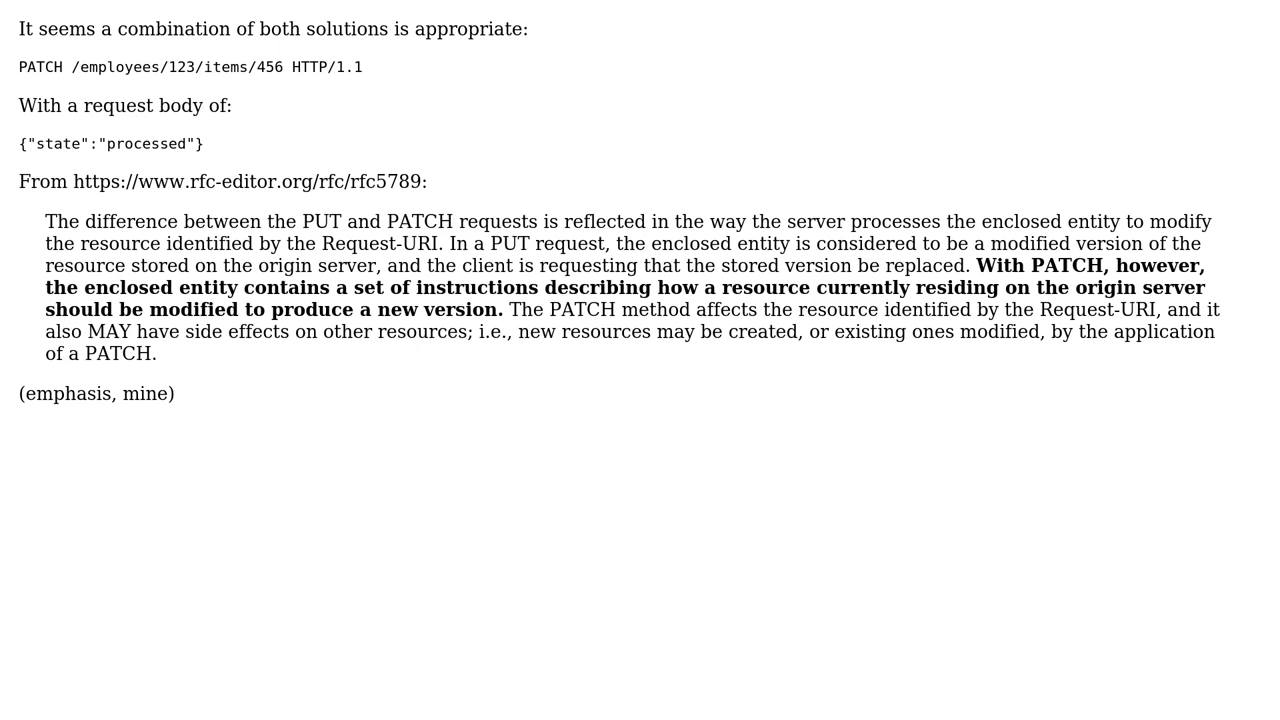 It seems a combination of both solutions is appropriate:
PATCH /employees/123/items/456 HTTP/1.1
With a request body of:
{"state":"processed"}
From https://www.rfc-editor.org/rfc/rfc5789:
The difference between the PUT and PATCH requests is reflected in the way the server processes the enclosed entity to modify
the resource identified by the Request-URI. In a PUT request, the enclosed entity is considered to be a modified version of the
resource stored on the origin server, and the client is requesting that the stored version be replaced. With PATCH, however,
the enclosed entity contains a set of instructions describing how a resource currently residing on the origin server
should be modified to produce a new version. The PATCH method affects the resource identified by the Request-URI, and it
also MAY have side effects on other resources; i.e., new resources may be created, or existing ones modified, by the application
of a PATCH.
(emphasis, mine)